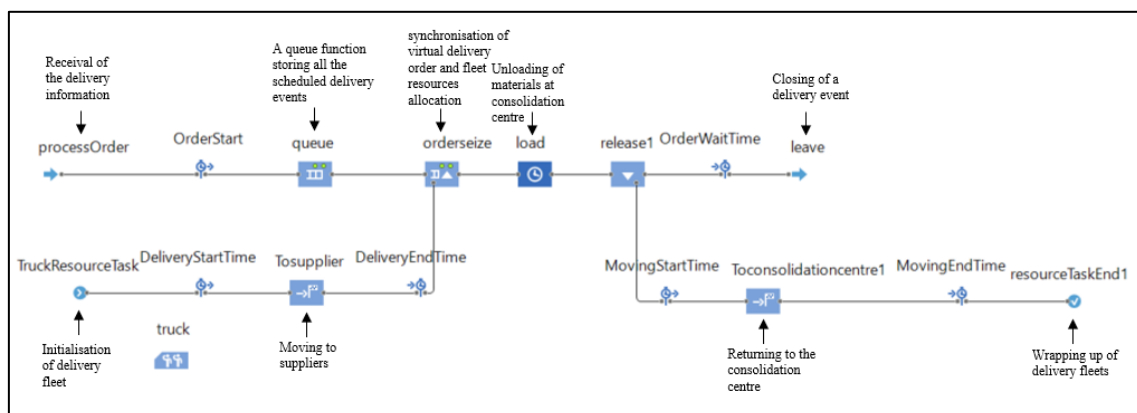 Receival of
the delivery
information
A queue function
storing all the
scheduled delivery
events
synchronisation of
virtual delivery
order and fleet
resources
allocation
Unloading of
materials at
consolidation
centre
Closing of a
delivery event
processOrder
OrderStart
queue
orderseize
load
release1
OrderWaitTime
leave
TruckResourceTask
DeliveryStartTime
Tosupplier
DeliveryEndTime
MovingStartTime
Toconsolidationcentre1
MovingEndTime
resourceTaskEnd1
truck
Initialisation
of delivery
fleet
Moving to
suppliers
Returning to the
consolidation
centre
Wrapping up of
delivery fleets